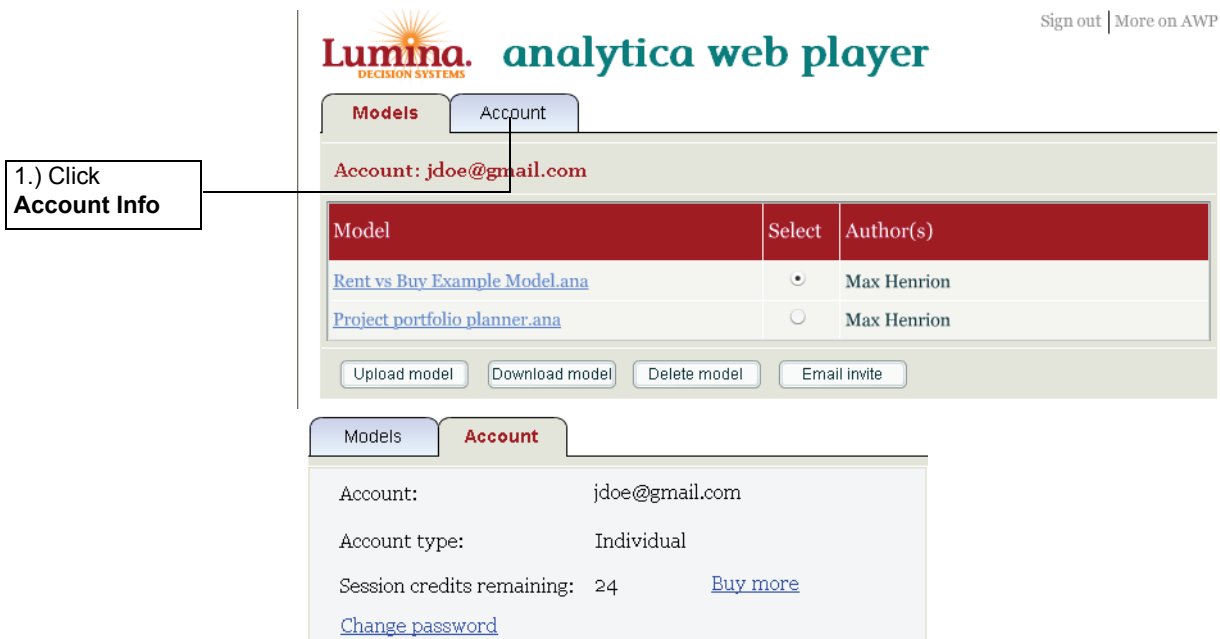 Sign out | More on AWP
Lumina.
DECISION SYSTEMS
analytica web player
Models Account
1.) Click
Account Info
Account: jdoe@gmail.com
Model Select Author(s)
Rent vs Buy Example Model.ana Max Henrion
Project portfolio planner.ana Max Henrion
Upload model Download model Delete model Email invite
Models Account
Account: jdoe@gmail.com
Account type: Individual
Session credits remaining: 24 Buy more
Change password